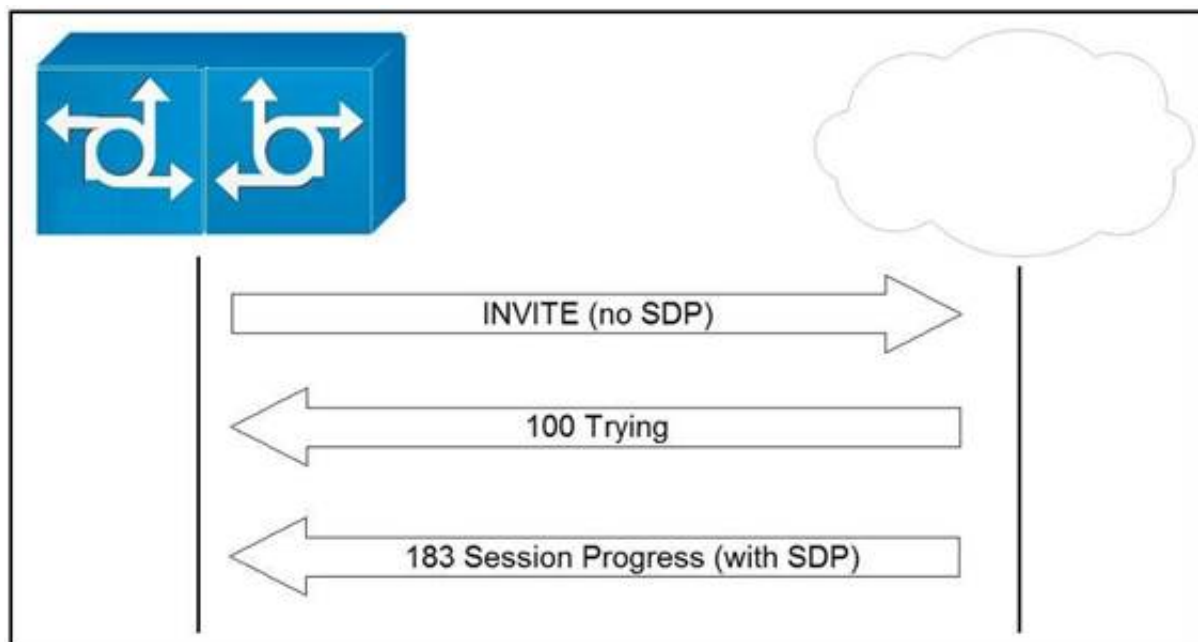 INVITE (no SDP)
100 Trying
183 Session Progress (with SDP)